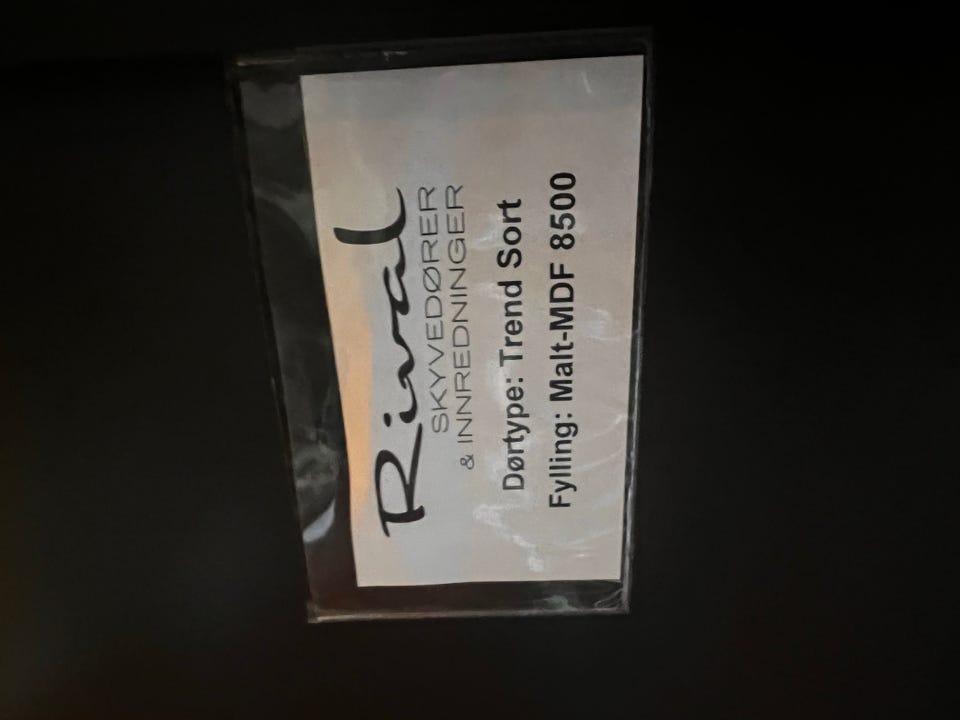 Rival
SKYVEDØRER
& INNREDNINGER
Dørtype: Trend Sort
Fylling: Malt-MDF 8500